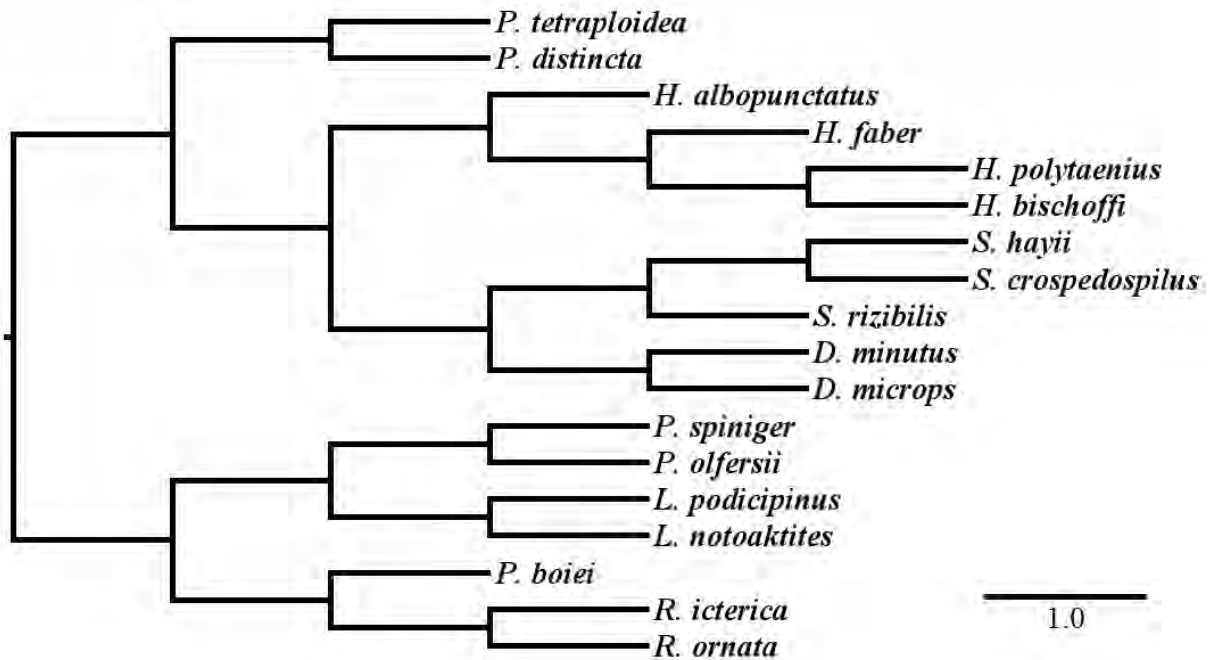 P. tetraploidea
P. distincta
H. albopunctatus
H. faber
H. polytaenius
H. bischoffi
S. hayii
S. crospedospilus
S. rizibilis
D. minutus
D. microps
P. spiniger
P. olfersii
L. podicipinus
L. notoaktites
P. boiei
R. icterica
R. ornata
1.0